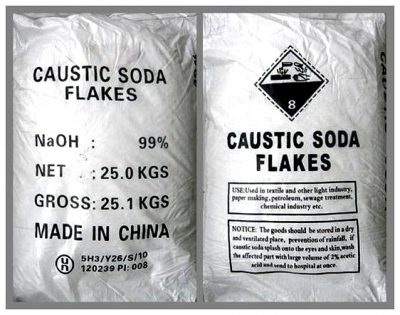 CAUSTIC SODA
FLAKES
NaOH : 99%
NET : 25.0 KGS
GROSS: 25.1 KGS
MADE IN CHINA
UN
5H3/Y26/S/10
120239 PI: 008
8
CAUSTIC SODA
FLAKES
USE:Used in textile and other light industry,
paper making, petroleum, sewage treatment,
chemical industry etc.
NOTICE: The goods should be stored in a dry
and ventilated place, prevention of rainfall, if
caustic soda splash onto the eyes and skin,wash
the affected part with large volume of 2% acetic
acid and send to hospital at once.